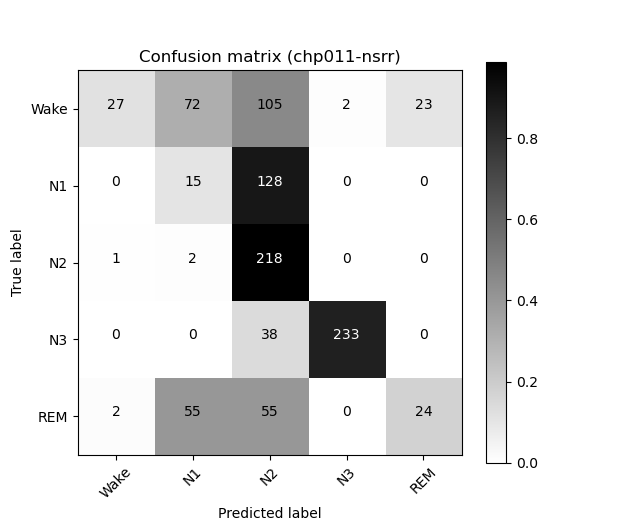 Confusion matrix (chp011-nsrr)
Wake 27 72 105 2 23
N1 0 15 128 0 0
N2 1 2 218 0 0
N3 0 0 38 233 0
REM 2 55 55 0 24
Wake N1 N2 N3 REM
Predicted label
True label
0.8
0.6
0.4
0.2
0.0